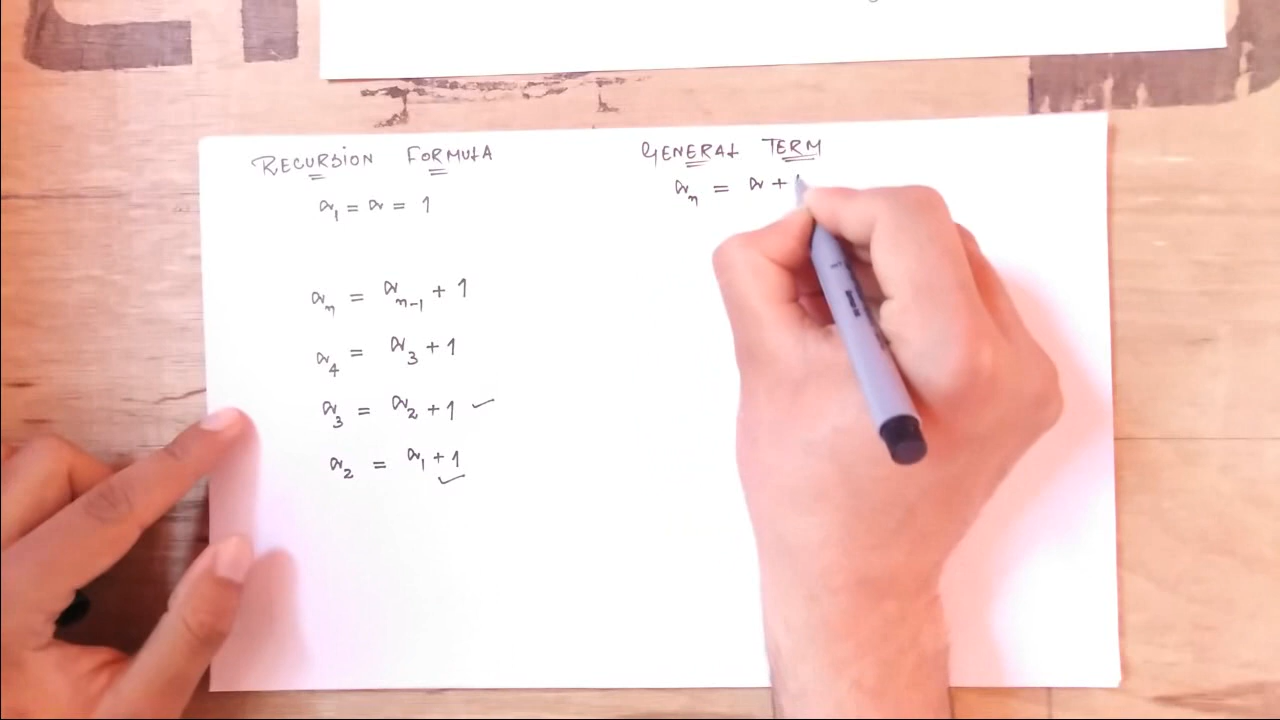 RECURSION FORMULA
a₁ = a = 1
aₙ = aₙ₋₁ + 1
a₄ = a₃ + 1
a₃ = a₂ + 1 ✓
a₂ = a₁ + 1 ✓
GENERAL TERM
aₙ = a +